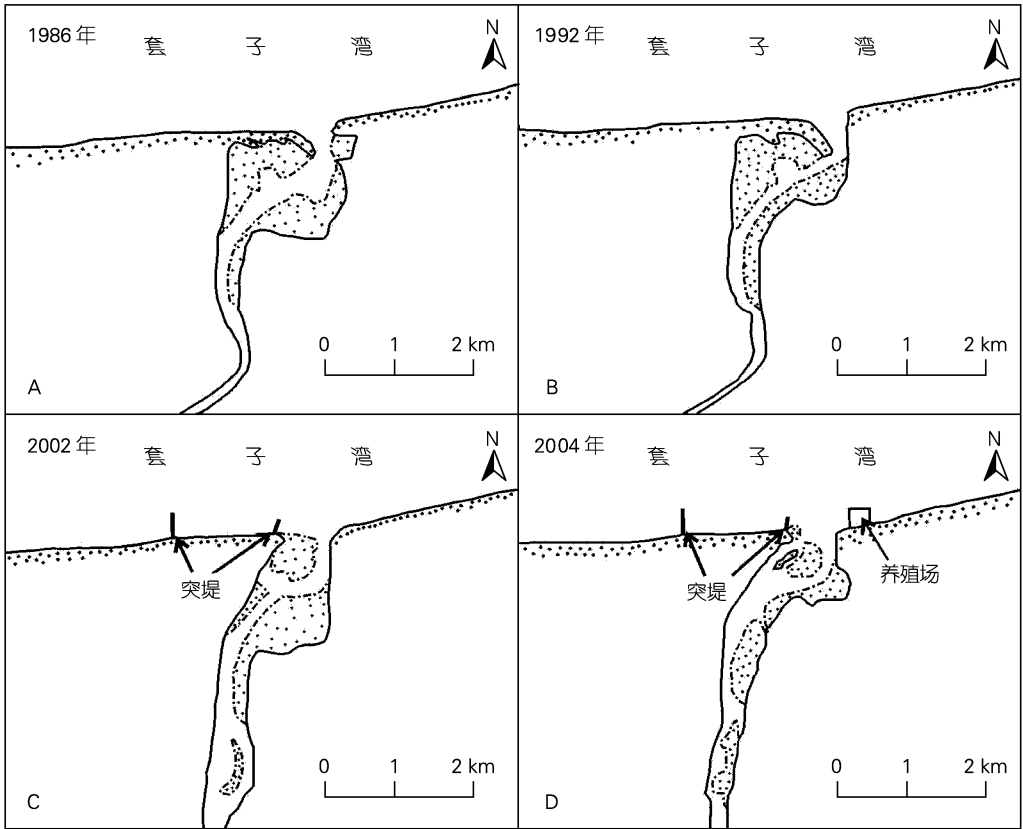 1986 年
套 子 湾
N
0 1 2 km
A
1992 年
套 子 湾
N
0 1 2 km
B
2002 年
套 子 湾
N
突堤
0 1 2 km
C
2004 年
套 子 湾
N
突堤
养殖场
0 1 2 km
D